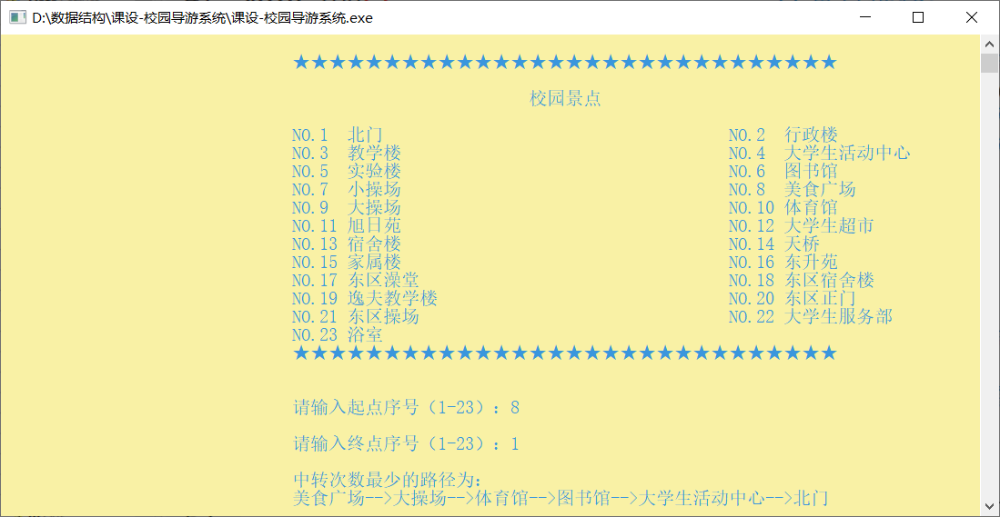 D:\数据结构\课设-校园导游系统\课设-校园导游系统.exe
★★★★★★★★★★★★★★★★★★★★★★★★★★★★★★
校园景点
NO.1 北门 NO.2 行政楼
NO.3 教学楼 NO.4 大学生活动中心
NO.5 实验楼 NO.6 图书馆
NO.7 小操场 NO.8 美食广场
NO.9 大操场 NO.10 体育馆
NO.11 旭日苑 NO.12 大学生超市
NO.13 宿舍楼 NO.14 天桥
NO.15 家属楼 NO.16 东升苑
NO.17 东区澡堂 NO.18 东区宿舍楼
NO.19 逸夫教学楼 NO.20 东区正门
NO.21 东区操场 NO.22 大学生服务部
NO.23 浴室
★★★★★★★★★★★★★★★★★★★★★★★★★★★★★★
请输入起点序号（1-23）：8
请输入终点序号（1-23）：1
中转次数最少的路径为:
美食广场-->大操场-->体育馆-->图书馆-->大学生活动中心-->北门